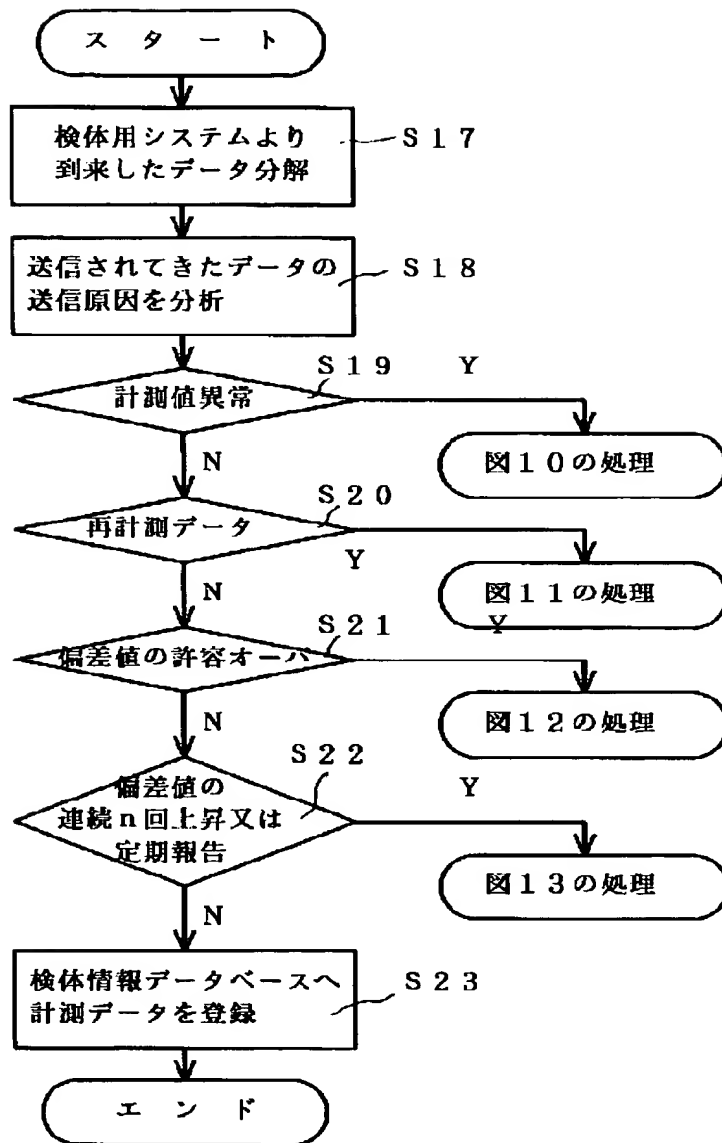 スタート
検体用システムより
到来したデータ分解
S17
送信されてきたデータの
送信原因を分析
S18
S19
Y
計測値異常
N
図10の処理
S20
再計測データ
Y
N
図11の処理
S21
Y
偏差値の許容オーバ
N
図12の処理
S22
偏差値の
連続n回上昇又は
定期報告
Y
N
図13の処理
検体情報データベースへ
計測データを登録
S23
エンド